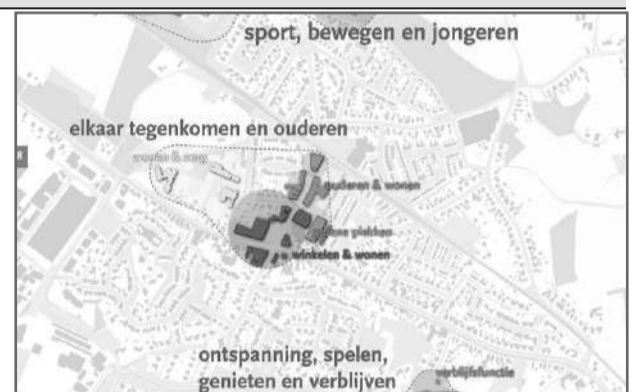 sport, bewegen en jongeren
elkaar tegenkomen en ouderen
wonen & zorg
ouderen & wonen
groene plekken
winkelen & wonen
ontspanning, spelen,
genieten en verblijven
verblijfsfunctie